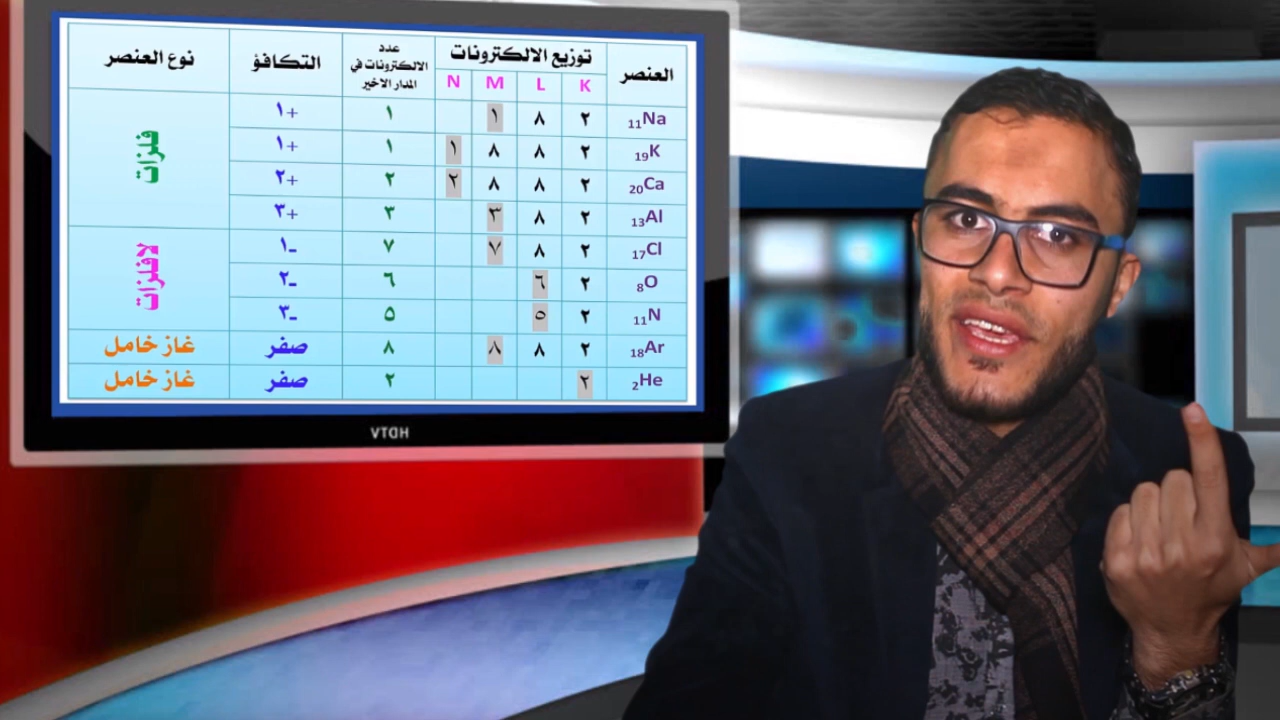 العنصر توزيع الالكترونات عدد الالكترونات في المدار الاخير التكافؤ نوع العنصر
K L M N
₁₁Na ٢ ٨ ١ ١ +١
₁₉K ٢ ٨ ٨ ١ ١ +١
₂₀Ca ٢ ٨ ٨ ٢ ٢ +٢
₁₃Al ٢ ٨ ٣ ٣ +٣
فلزات
₁₇Cl ٢ ٨ ٧ ٧ ـ١
₈O ٢ ٦ ٦ ـ٢
₁₁N ٢ ٥ ٥ ـ٣
لافلزات
₁₈Ar ٢ ٨ ٨ ٨ صفر غاز خامل
₂He ٢ ٢ صفر غاز خامل
HDTV